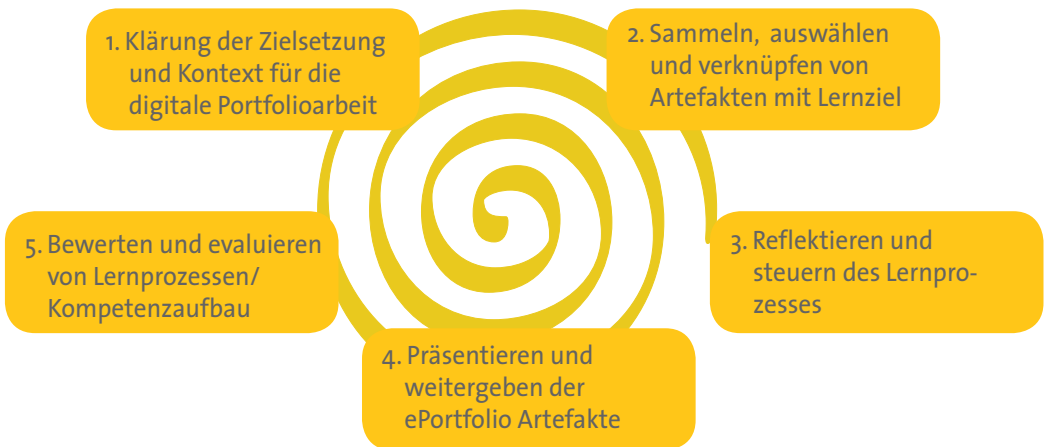 1. Klärung der Zielsetzung
und Kontext für die
digitale Portfolioarbeit
2. Sammeln, auswählen
und verknüpfen von
Artefakten mit Lernziel
3. Reflektieren und
steuern des Lernpro-
zesses
4. Präsentieren und
weitergeben der
ePortfolio Artefakte
5. Bewerten und evaluieren
von Lernprozessen/
Kompetenzaufbau